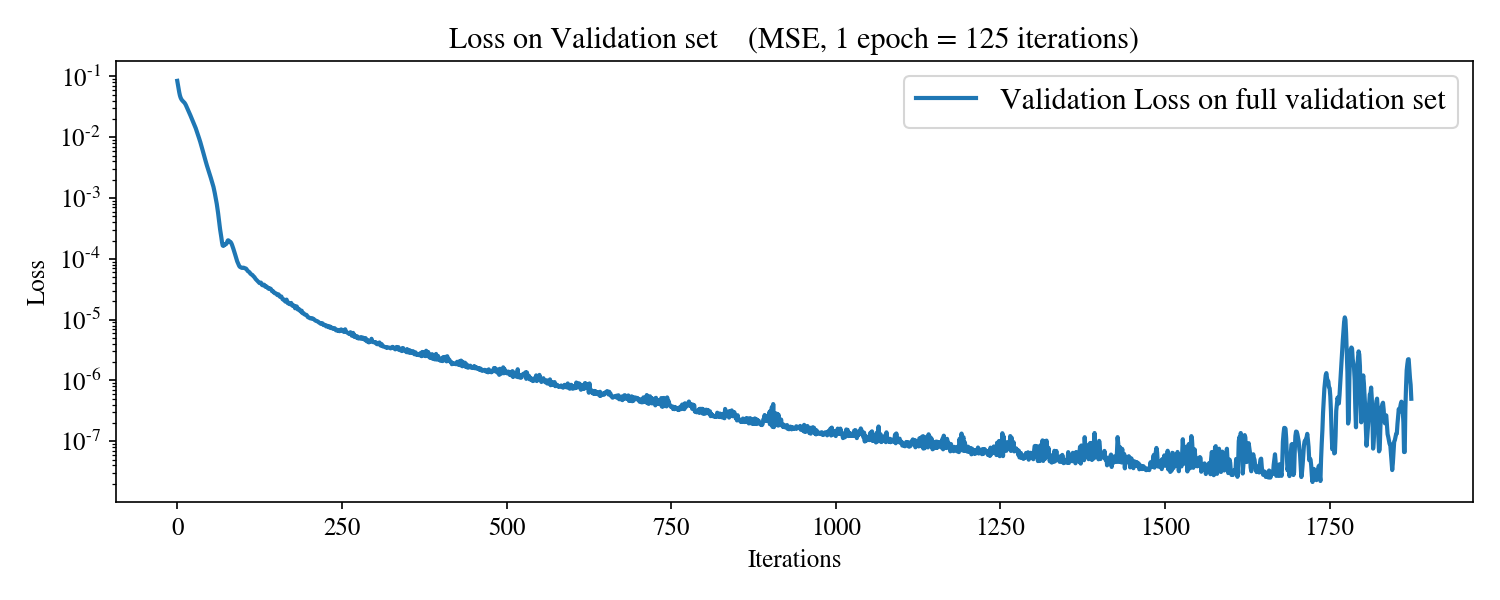 Loss on Validation set (MSE, 1 epoch = 125 iterations)
Validation Loss on full validation set
Loss
10^-1
10^-2
10^-3
10^-4
10^-5
10^-6
10^-7
0 250 500 750 1000 1250 1500 1750
Iterations